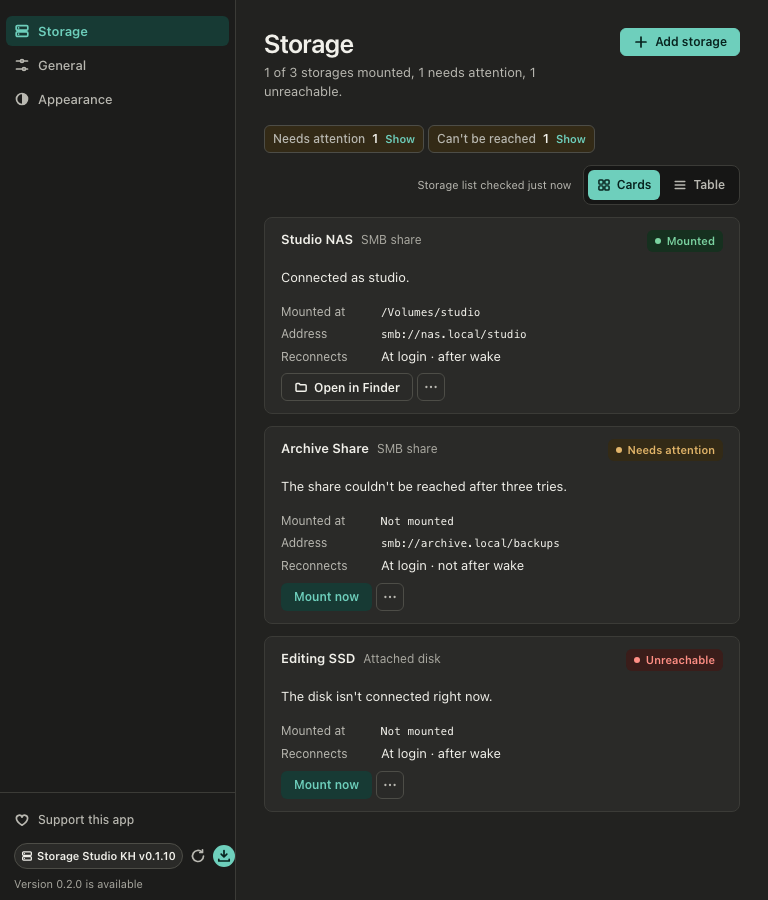 Storage
General
Appearance
Support this app
Storage Studio KH v0.1.10
Version 0.2.0 is available
Storage
Add storage
1 of 3 storages mounted, 1 needs attention, 1
unreachable.
Needs attention 1 Show
Can't be reached 1 Show
Storage list checked just now
Cards
Table
Studio NAS SMB share
Mounted
Connected as studio.
Mounted at /Volumes/studio
Address smb://nas.local/studio
Reconnects At login · after wake
Open in Finder
Archive Share SMB share
Needs attention
The share couldn't be reached after three tries.
Mounted at Not mounted
Address smb://archive.local/backups
Reconnects At login · not after wake
Mount now
Editing SSD Attached disk
Unreachable
The disk isn't connected right now.
Mounted at Not mounted
Reconnects At login · after wake
Mount now